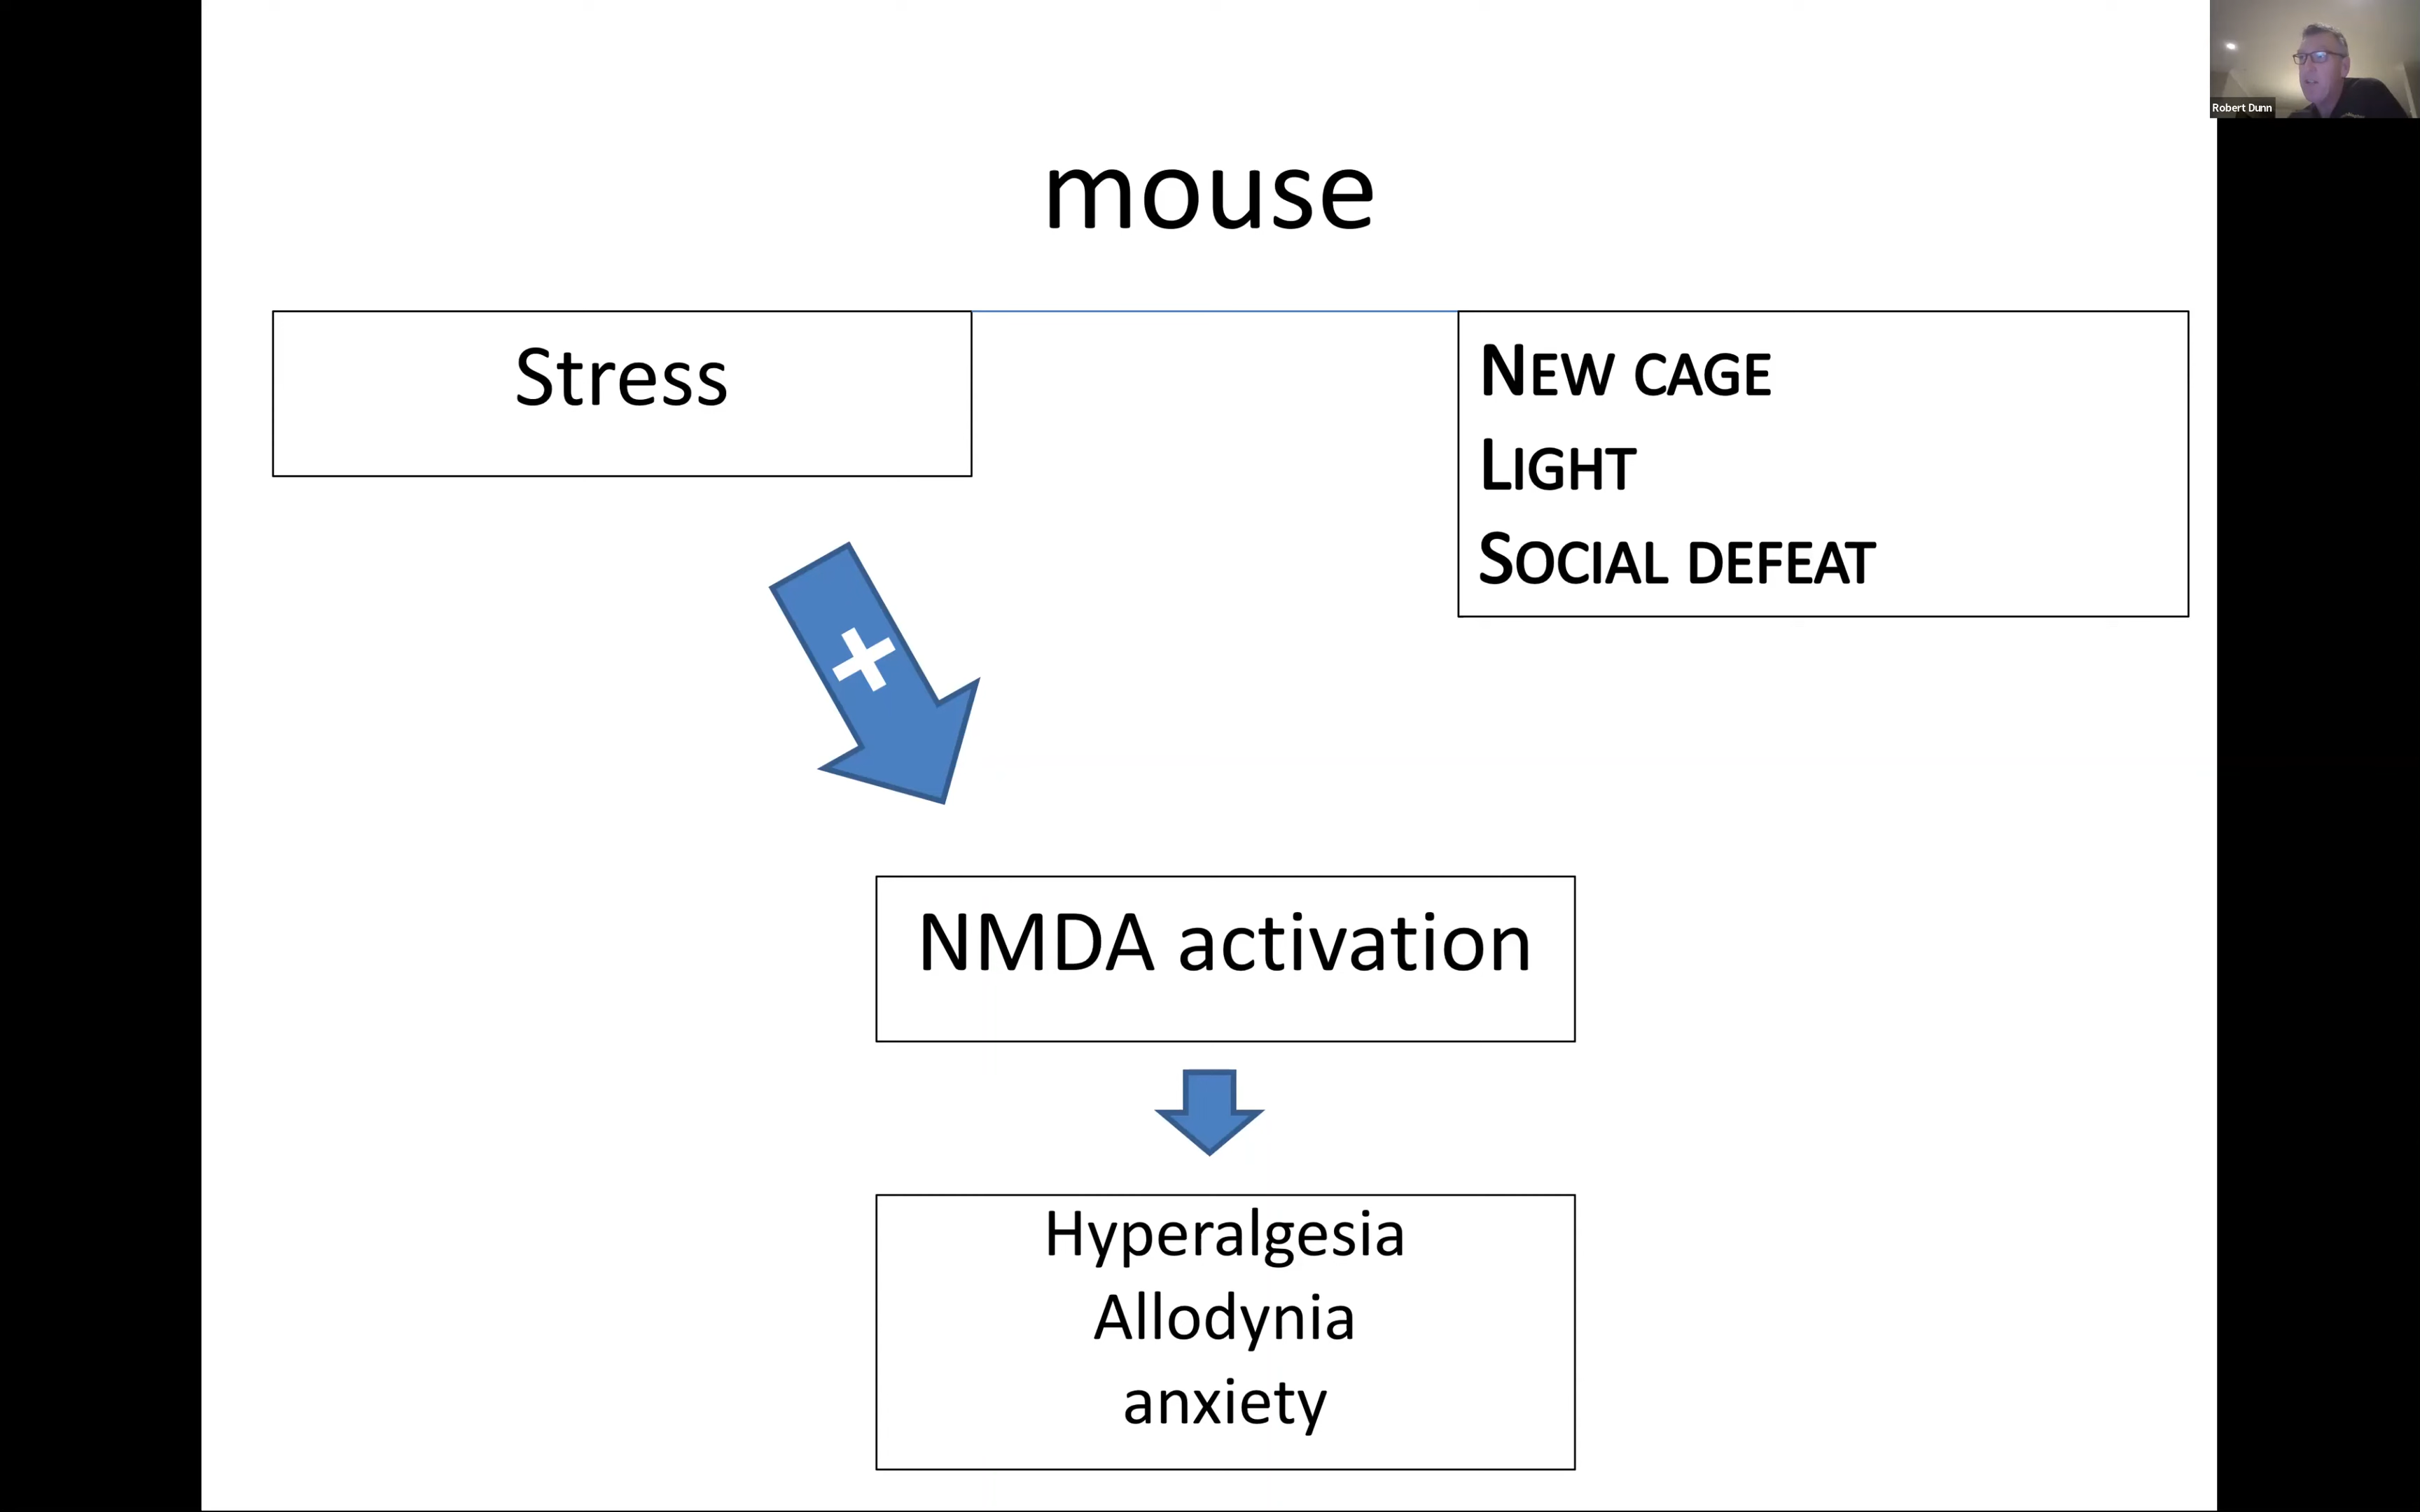 Robert Dunn
mouse
Stress
NEW CAGE
LIGHT
SOCIAL DEFEAT
+
NMDA activation
Hyperalgesia
Allodynia
anxiety